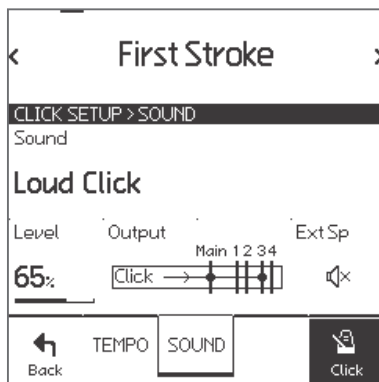 First Stroke
CLICK SETUP > SOUND
Sound
Loud Click
Level Output Ext Sp
Main 1 2 3 4
65% Click
Back TEMPO SOUND Click